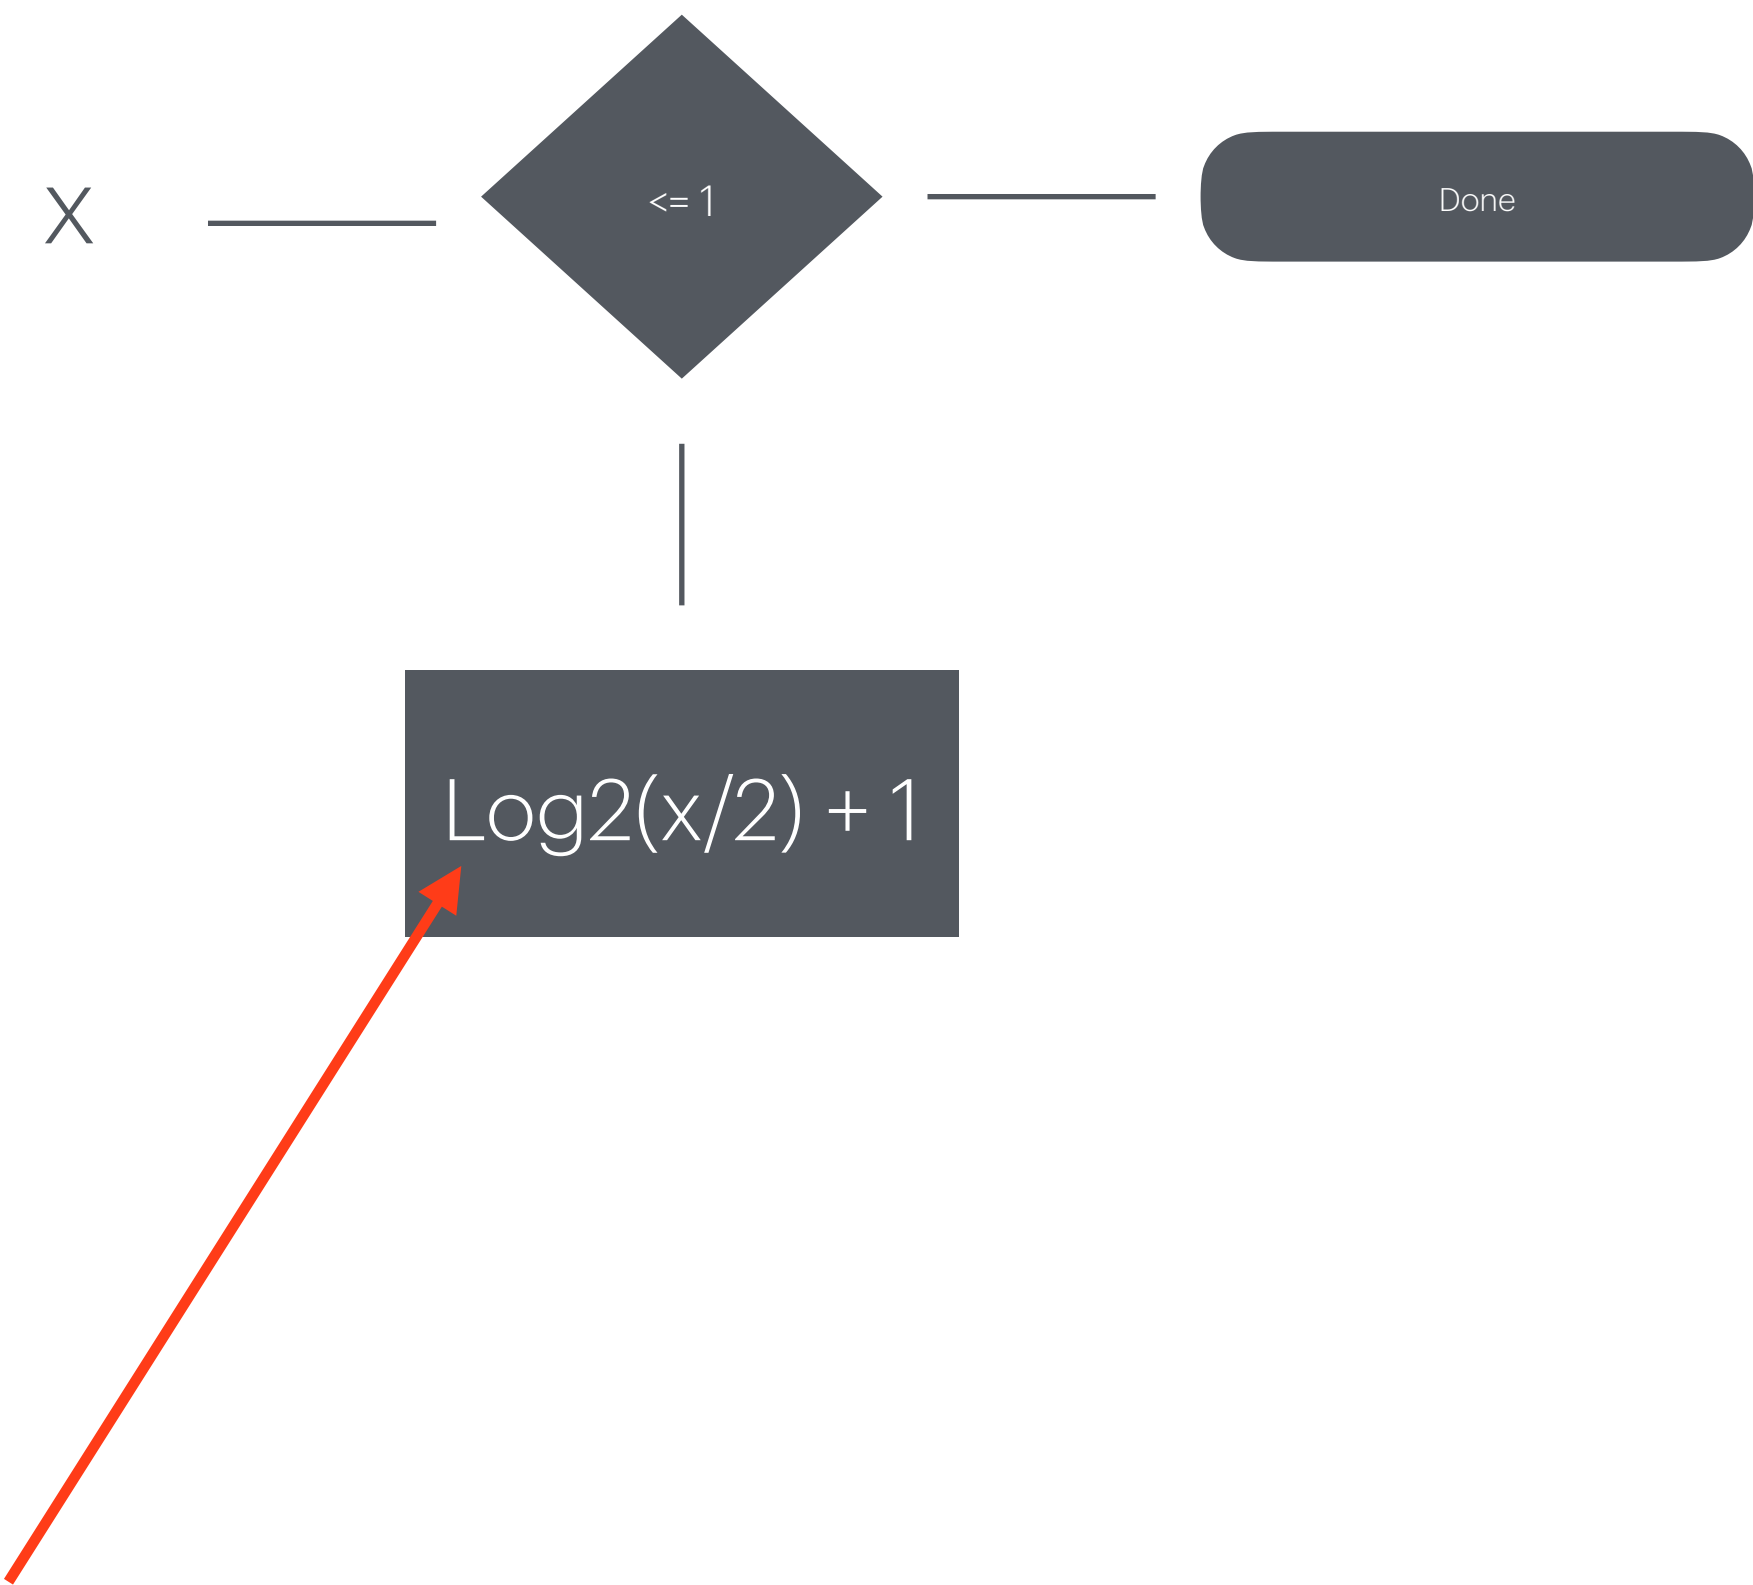 X
<= 1
Done
Log2(x/2) + 1